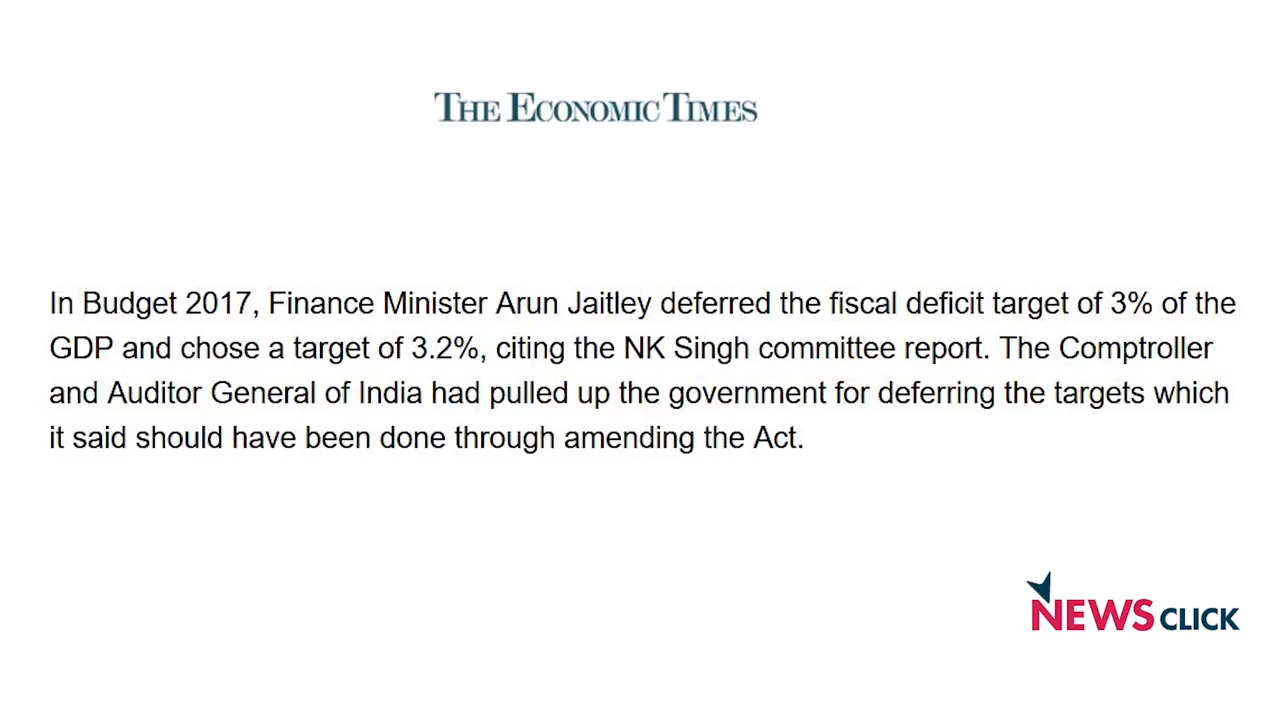 THE ECONOMIC TIMES
In Budget 2017, Finance Minister Arun Jaitley deferred the fiscal deficit target of 3% of the
GDP and chose a target of 3.2%, citing the NK Singh committee report. The Comptroller
and Auditor General of India had pulled up the government for deferring the targets which
it said should have been done through amending the Act.
NEWSCLICK